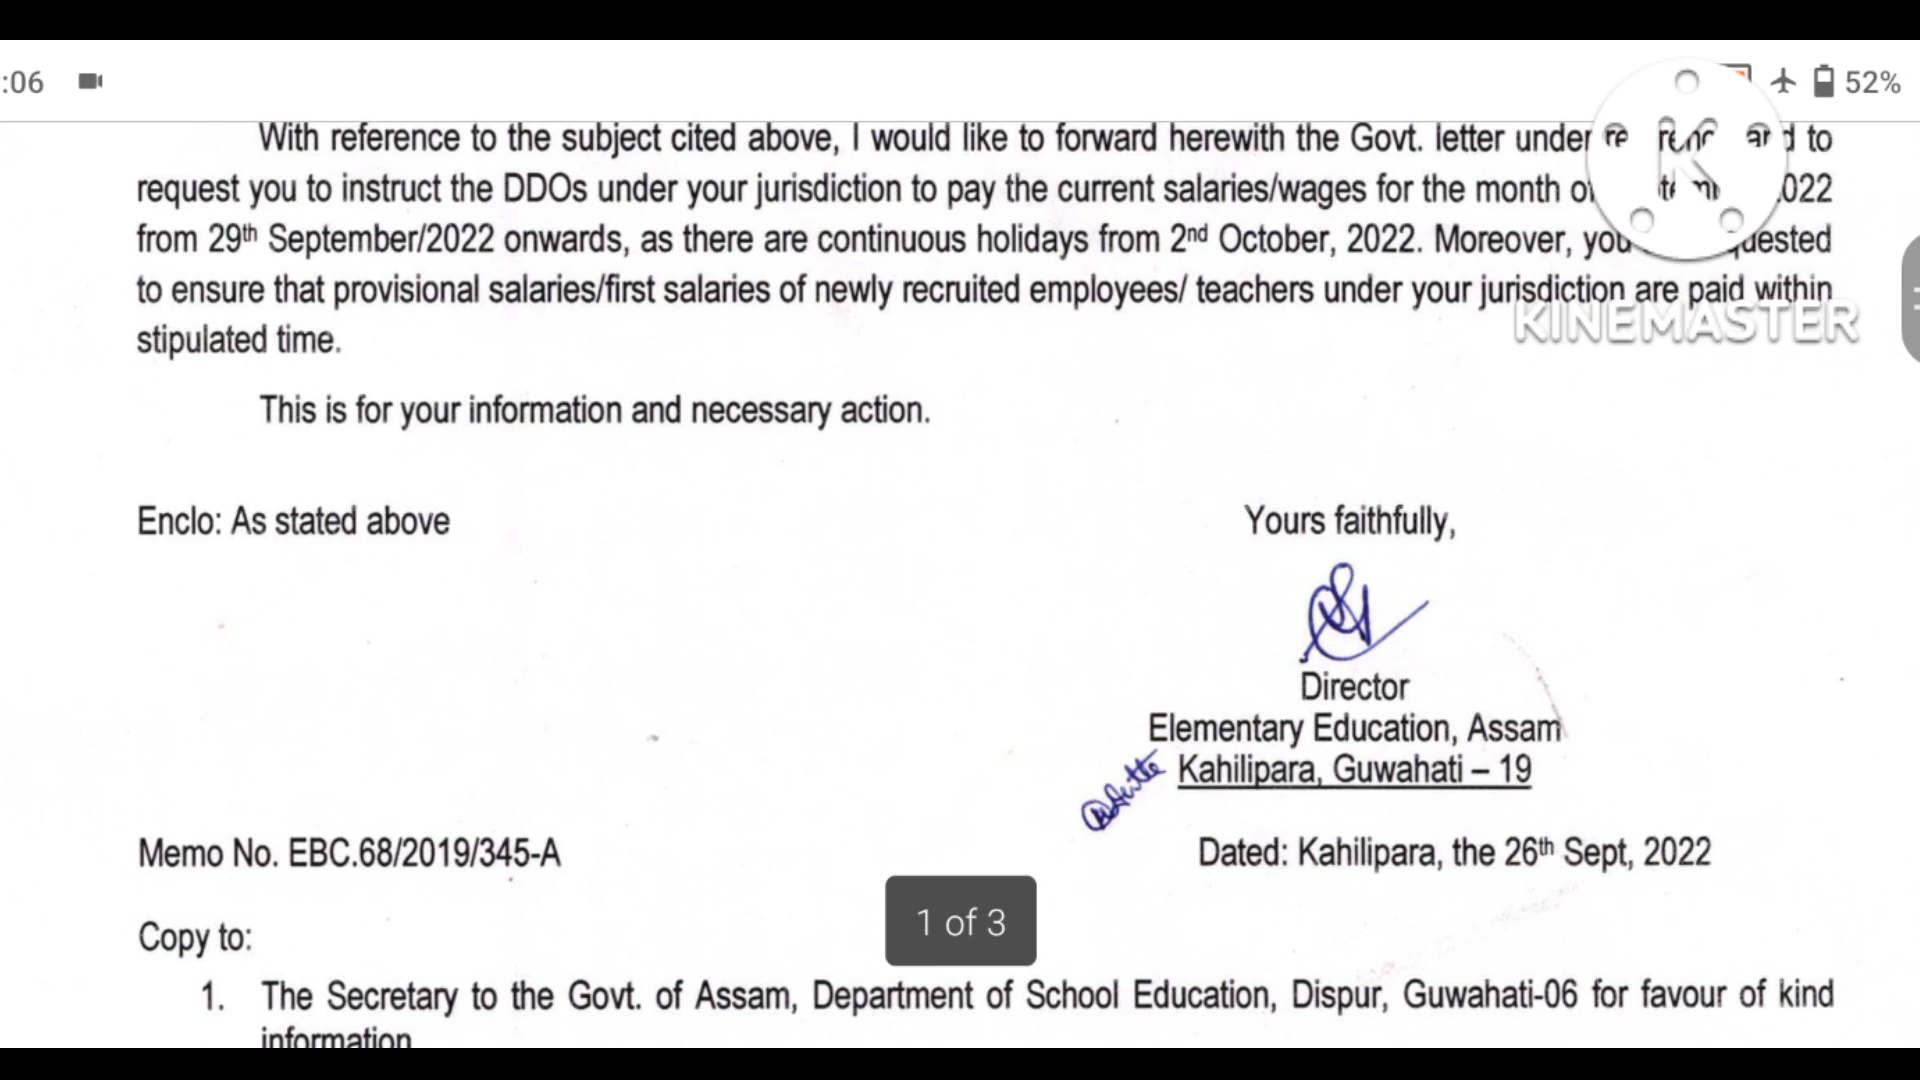 :06 52%
With reference to the subject cited above, I would like to forward herewith the Govt. letter under and to
request you to instruct the DDOs under your jurisdiction to pay the current salaries/wages for the month of 2022
from 29th September/2022 onwards, as there are continuous holidays from 2nd October, 2022. Moreover, you
to ensure that provisional salaries/first salaries of newly recruited employees/ teachers under your jurisdiction are paid within
KINEMASTER
stipulated time.
This is for your information and necessary action.
Enclo: As stated above
Yours faithfully,
Director
Elementary Education, Assam
Kahilipara, Guwahati – 19
Memo No. EBC.68/2019/345-A
Dated: Kahilipara, the 26th Sept, 2022
1 of 3
Copy to:
1. The Secretary to the Govt. of Assam, Department of School Education, Dispur, Guwahati-06 for favour of kind
information